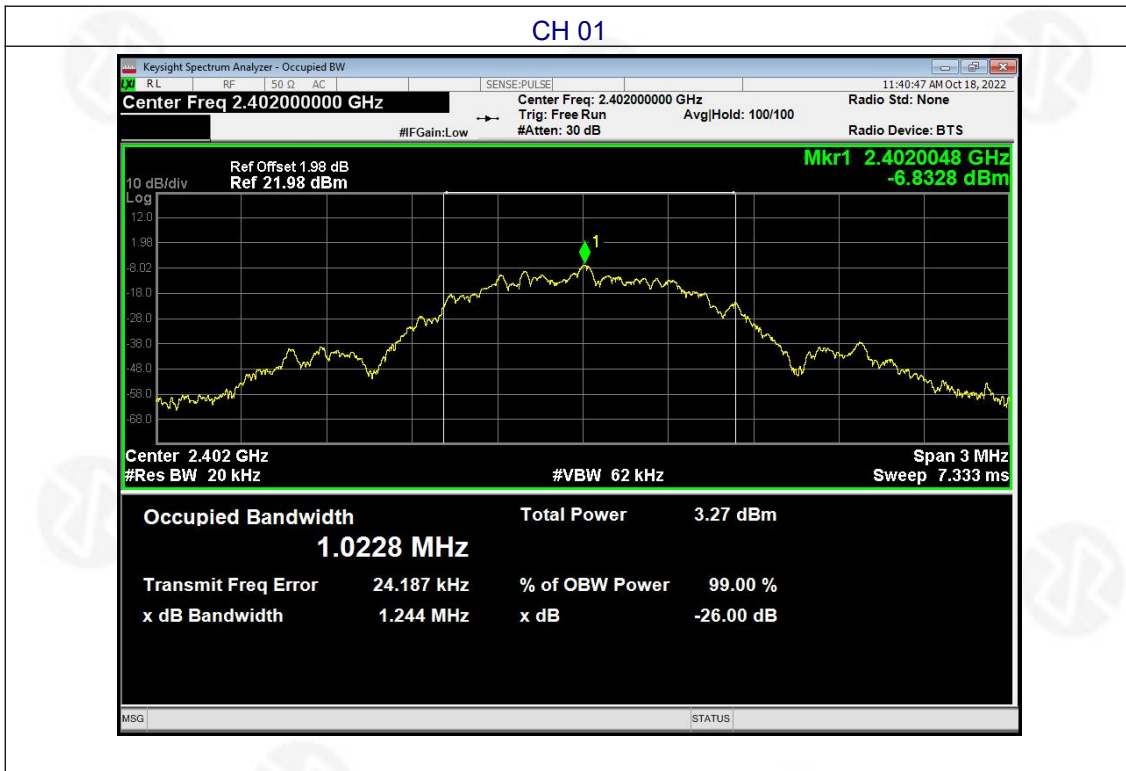 CH 01
Keysight Spectrum Analyzer - Occupied BW
LXI RL RF 50 Ω AC SENSE:PULSE 11:40:47 AM Oct 18, 2022
Center Freq 2.402000000 GHz Center Freq: 2.402000000 GHz Radio Std: None
Trig: Free Run Avg|Hold: 100/100
#IFGain:Low #Atten: 30 dB Radio Device: BTS
Mkr1 2.4020048 GHz
Ref Offset 1.98 dB
10 dB/div Ref 21.98 dBm -6.8328 dBm
Log
12.0
1.98
1
-8.02
-18.0
-28.0
-38.0
-48.0
-58.0
-68.0
Center 2.402 GHz Span 3 MHz
#Res BW 20 kHz #VBW 62 kHz Sweep 7.333 ms
Occupied Bandwidth Total Power 3.27 dBm
1.0228 MHz
Transmit Freq Error 24.187 kHz % of OBW Power 99.00 %
x dB Bandwidth 1.244 MHz x dB -26.00 dB
MSG STATUS